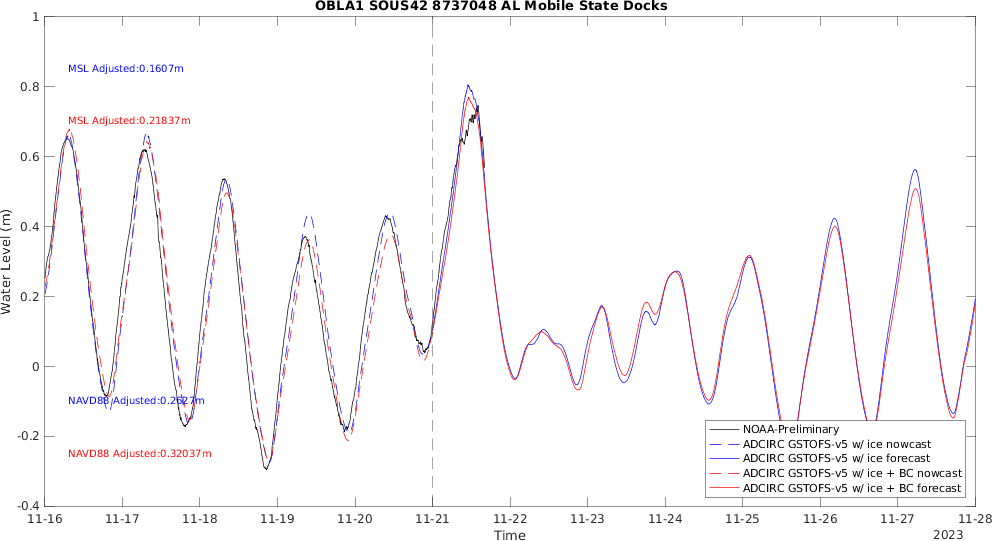 OBLA1 SOUS42 8737048 AL Mobile State Docks
1
0.8
0.6
0.4
0.2
0
-0.2
-0.4
Water Level (m)
MSL Adjusted:0.1607m
MSL Adjusted:0.21837m
NAVD88 Adjusted:0.2627m
NAVD88 Adjusted:0.32037m
NOAA-Preliminary
ADCIRC GSTOFS-v5 w/ ice nowcast
ADCIRC GSTOFS-v5 w/ ice forecast
ADCIRC GSTOFS-v5 w/ ice + BC nowcast
ADCIRC GSTOFS-v5 w/ ice + BC forecast
11-16 11-17 11-18 11-19 11-20 11-21 11-22 11-23 11-24 11-25 11-26 11-27 11-28
Time
2023